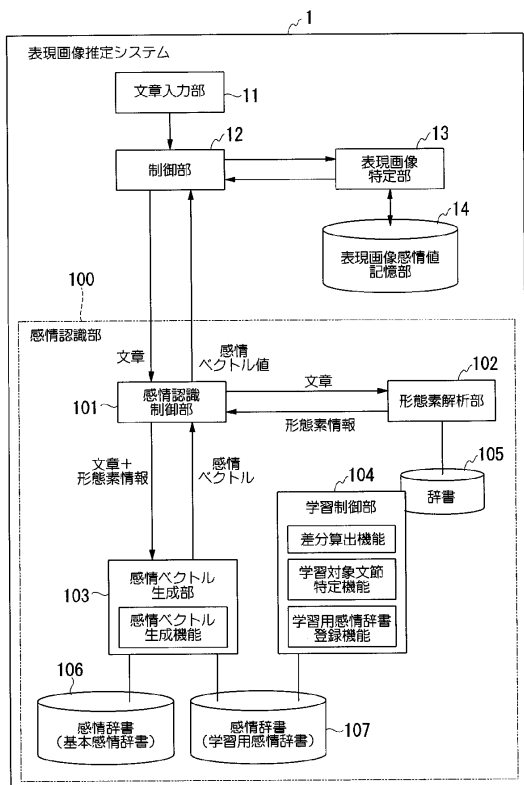 1
表現画像推定システム
文章入力部
11
12
制御部
13
表現画像
特定部
14
表現画像感情値
記憶部
100
感情認識部
文章
感情
ベクトル値
101
感情認識
制御部
文章
形態素情報
102
形態素解析部
105
辞書
文章+
形態素情報
感情
ベクトル
104
学習制御部
差分算出機能
学習対象文節
特定機能
学習用感情辞書
登録機能
103
感情ベクトル
生成部
感情ベクトル
生成機能
106
感情辞書
(基本感情辞書)
感情辞書
(学習用感情辞書)
107